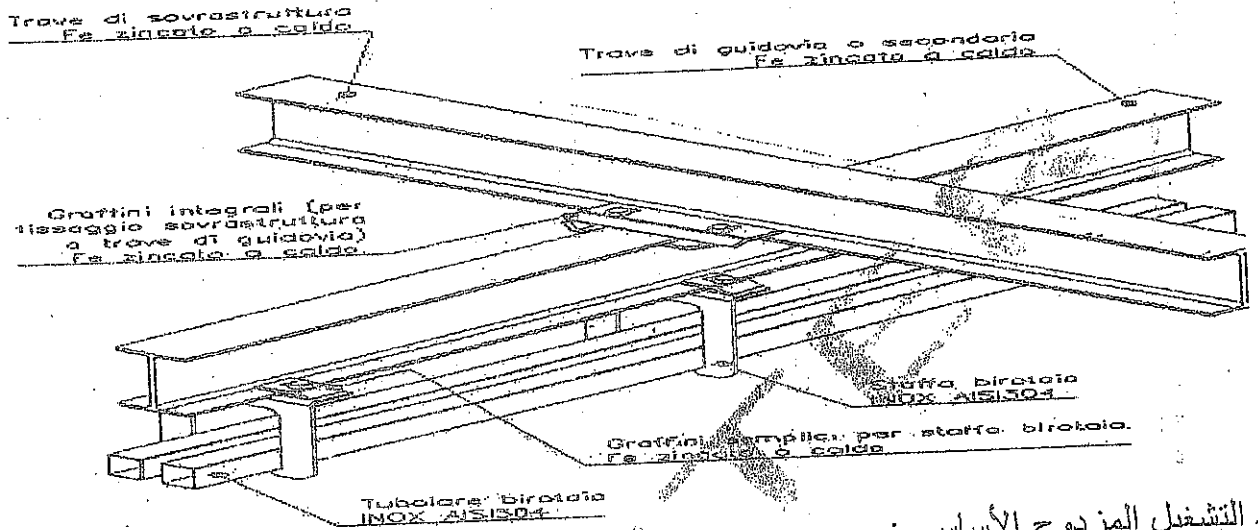 Trave di sovrastruttura
Fe zincato a caldo
Trave di guidovia o secondaria
Fe zincato a caldo
Graffini integrali (per
fissaggio sovrastruttura
a trave di guidovia)
Fe zincato a caldo
Staffa birotaia
INOX AISI304
Graffini semplici per staffa birotaia
Fe zincato a caldo
Tubolare birotaia
INOX AISI304
التشغيل المزدوج الأساسي